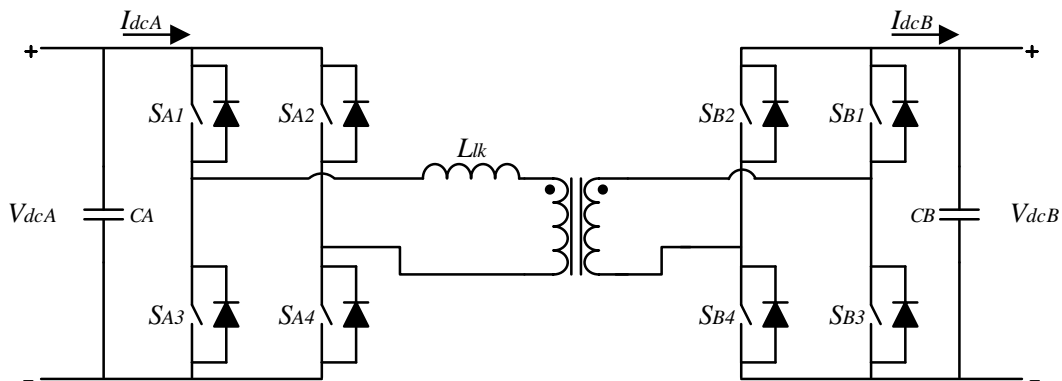 IdcA
IdcB
+
+
SA1
SA2
SB2
SB1
Llk
VdcA
CA
CB
VdcB
SA3
SA4
SB4
SB3
-
-